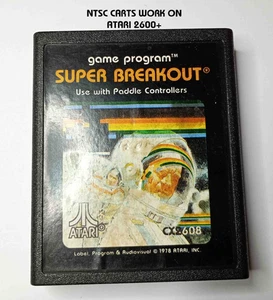 NTSC CARTS WORK ON
ATARI 2600+
game program™
SUPER BREAKOUT®
Use with Paddle Controllers
ATARI®
CX2608
Label, Program & Audiovisual © 1978 ATARI, INC.